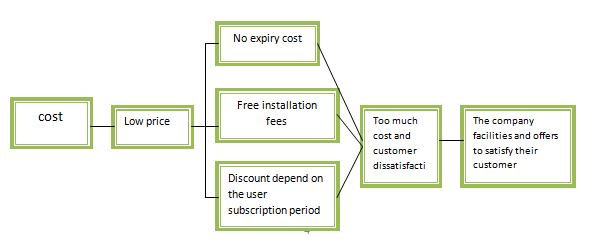 No expiry cost
cost
Low price
Free installation
fees
Discount depend on
the user
subscription period
Too much
cost and
customer
dissatisfacti
The company
facilities and offers
to satisfy their
customer